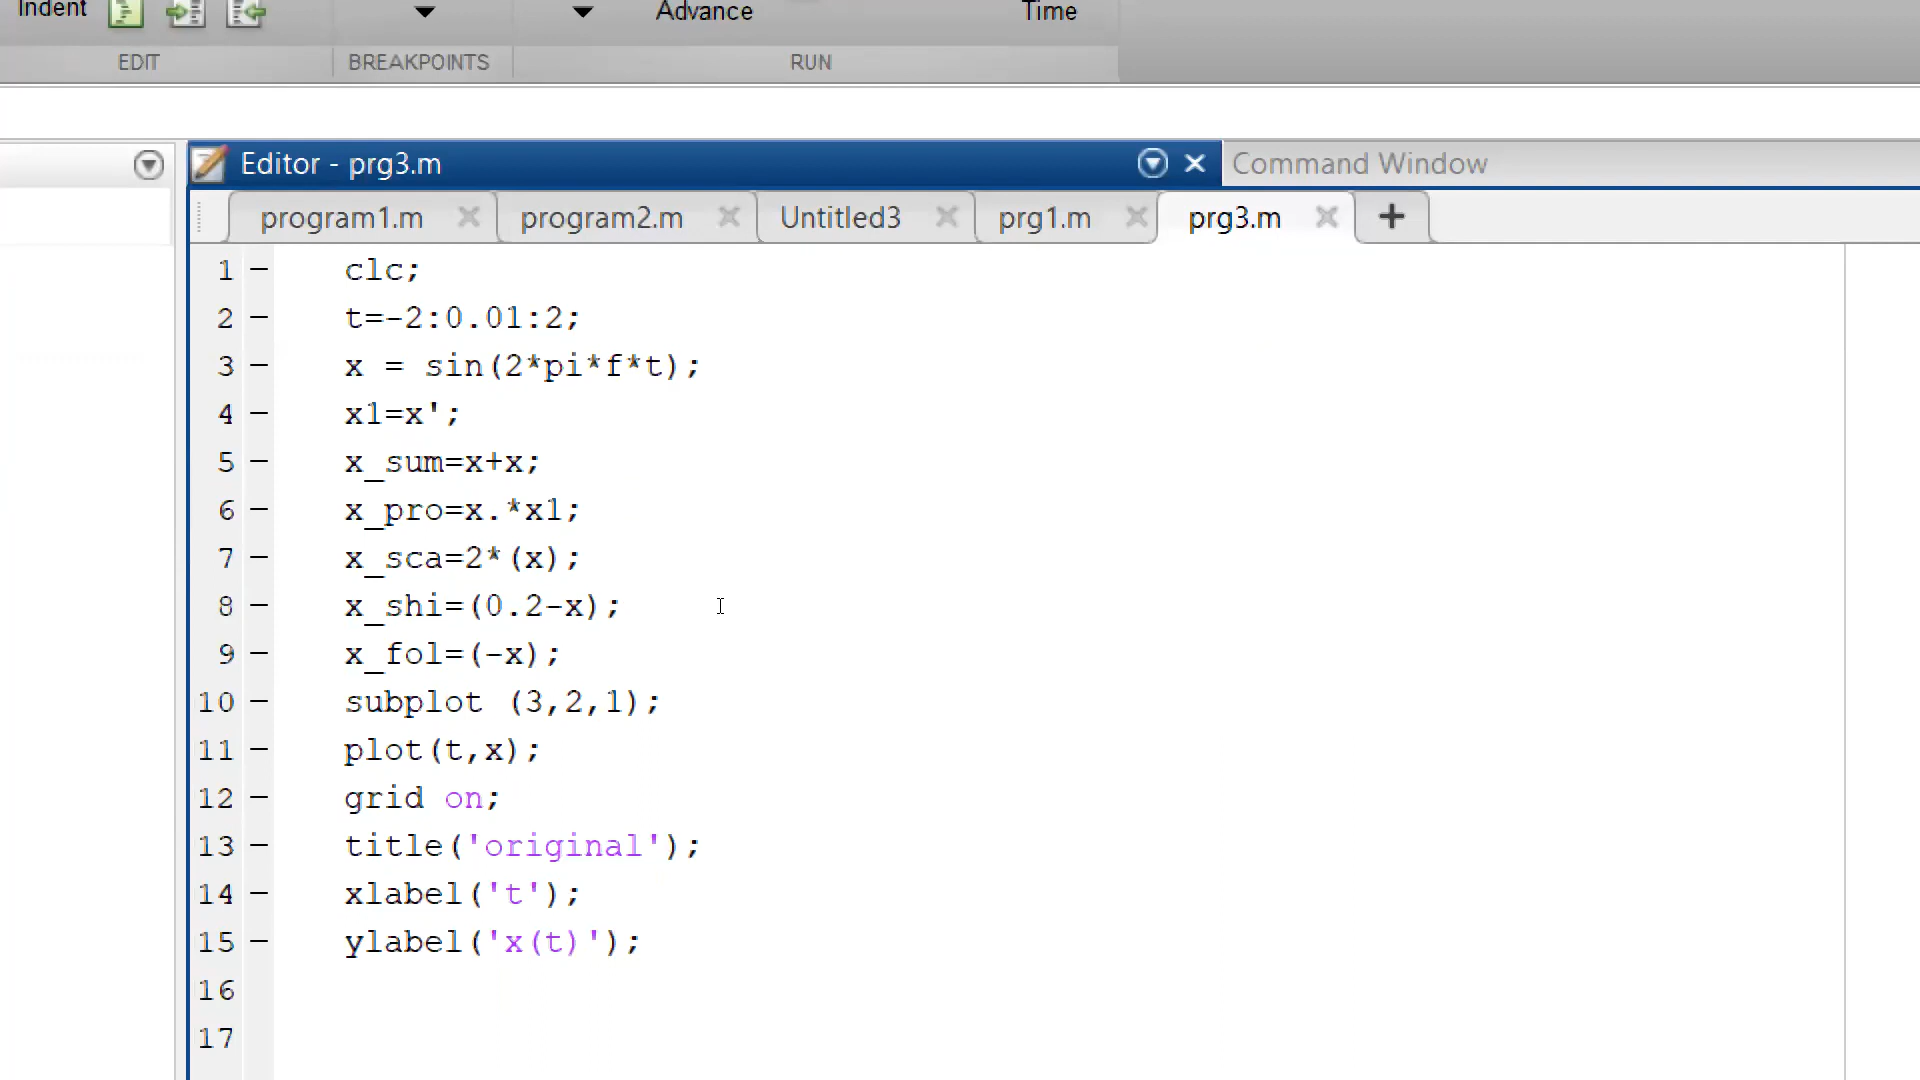 Indent
Advance
Time
EDIT
BREAKPOINTS
RUN
Editor - prg3.m
Command Window
program1.m
program2.m
Untitled3
prg1.m
prg3.m
1 clc;
2 t=-2:0.01:2;
3 x = sin(2*pi*f*t);
4 x1=x';
5 x_sum=x+x;
6 x_pro=x.*x1;
7 x_sca=2*(x);
8 x_shi=(0.2-x);
9 x_fol=(-x);
10 subplot (3,2,1);
11 plot(t,x);
12 grid on;
13 title('original');
14 xlabel('t');
15 ylabel('x(t)');
16
17